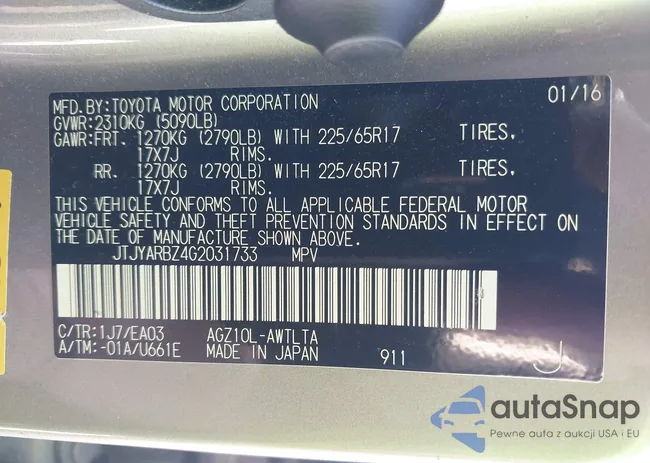 MFD.BY:TOYOTA MOTOR CORPORATION 01/16
GVWR:2310KG (5090LB)
GAWR:FRT. 1270KG (2790LB) WITH 225/65R17 TIRES,
17X7J RIMS.
RR. 1270KG (2790LB) WITH 225/65R17 TIRES,
17X7J RIMS.
THIS VEHICLE CONFORMS TO ALL APPLICABLE FEDERAL MOTOR
VEHICLE SAFETY AND THEFT PREVENTION STANDARDS IN EFFECT ON
THE DATE OF MANUFACTURE SHOWN ABOVE.
JTJYARBZ4G2031733 MPV
C/TR:1J7/EA03 AGZ10L-AWTLTA
A/TM:-01A/U661E MADE IN JAPAN 911 J
autaSnap
Pewne auta z aukcji USA i EU